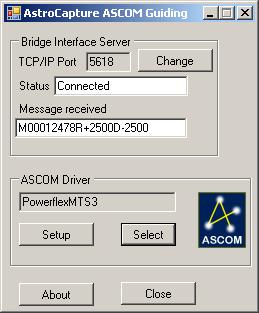 AstroCapture ASCOM Guiding
Bridge Interface Server
TCP/IP Port 5618 Change
Status Connected
Message received
M00012478R+2500D-2500
ASCOM Driver
PowerflexMTS3
Setup Select ASCOM
About Close